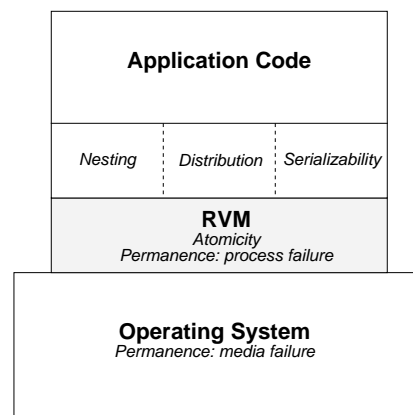 Application Code
Nesting Distribution Serializability
RVM
Atomicity
Permanence: process failure
Operating System
Permanence: media failure